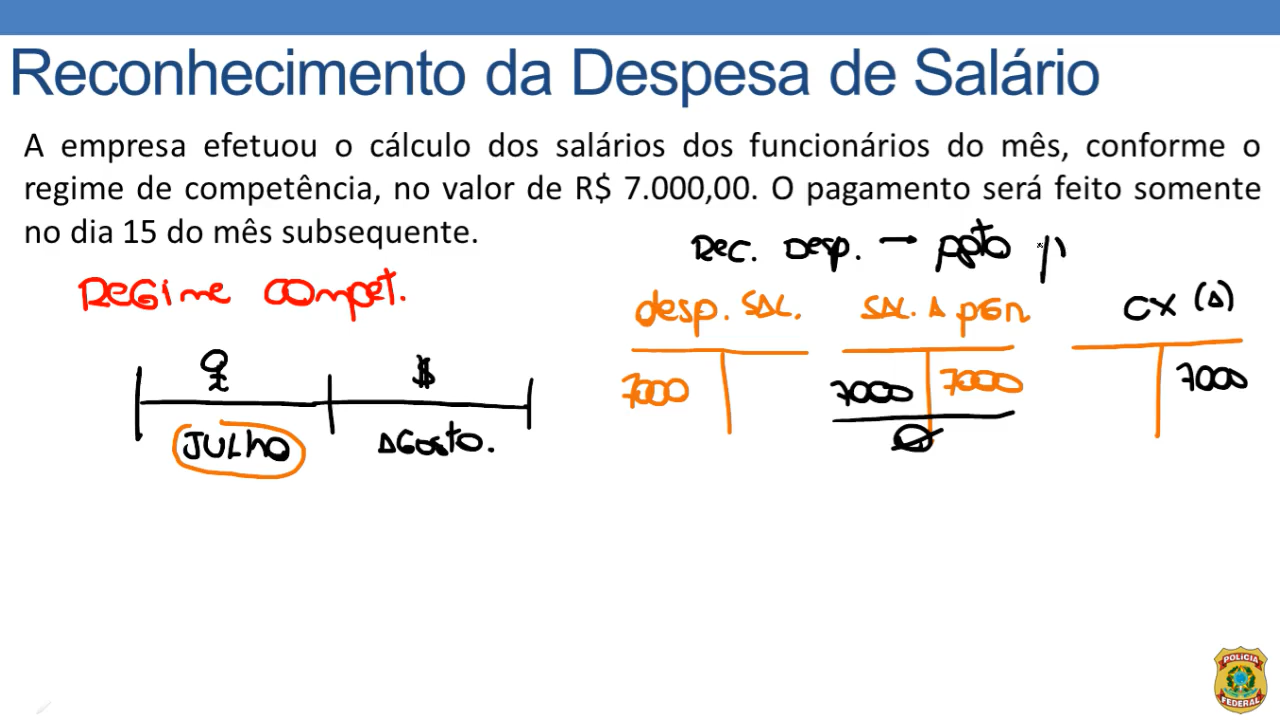 Reconhecimento da Despesa de Salário
A empresa efetuou o cálculo dos salários dos funcionários do mês, conforme o
regime de competência, no valor de R$ 7.000,00. O pagamento será feito somente
no dia 15 do mês subsequente.
Rec. Desp. → pgto
Regime compet.
desp. SAL. SAL. A pgr CX (A)
$
7000 7000 7000 7000
JULHO Agosto.
0
POLÍCIA
FEDERAL